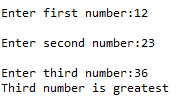 Enter first number:12
Enter second number:23
Enter third number:36
Third number is greatest